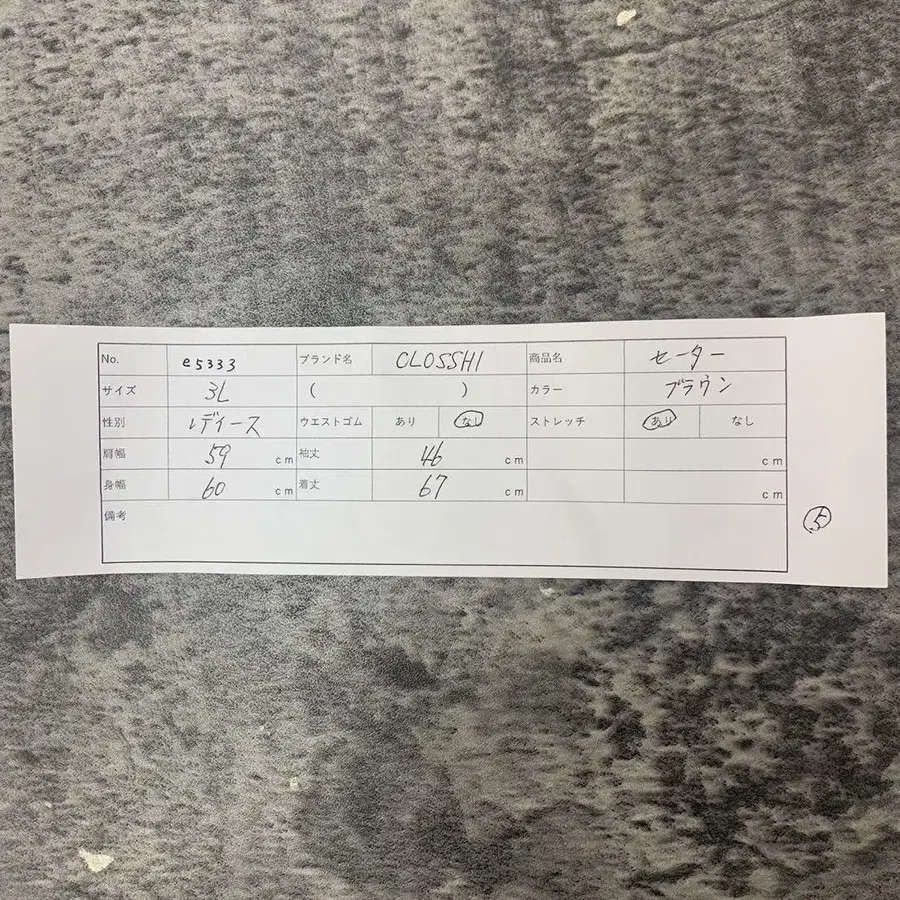 No. e5333 ブランド名 CLOSSHI 商品名 セーター
サイズ 3L ( ) カラー ブラウン
性別 レディース ウエストゴム あり なし ストレッチ あり なし
肩幅 59 cm 袖丈 46 cm cm
身幅 60 cm 着丈 67 cm cm
備考
5